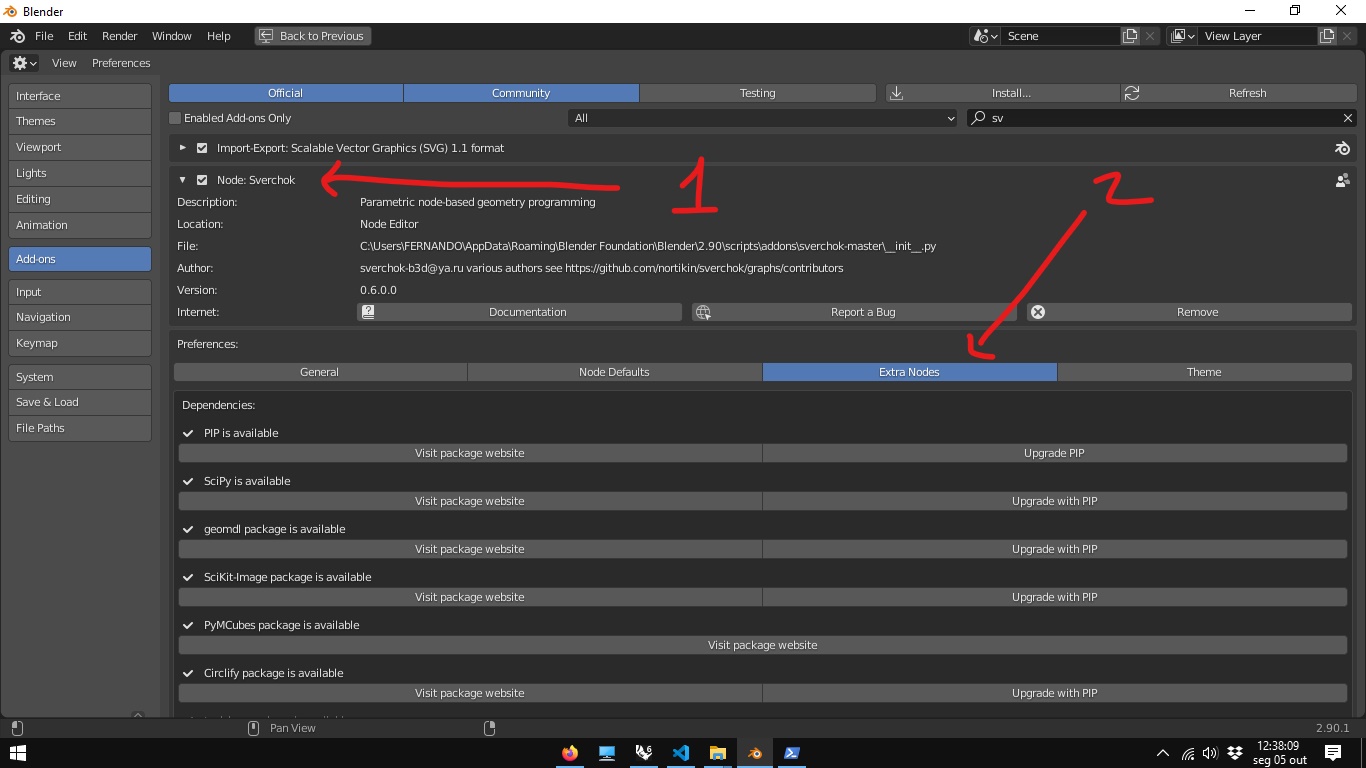 Blender
File Edit Render Window Help Back to Previous Scene View Layer
View Preferences
Interface
Themes
Viewport
Lights
Editing
Animation
Add-ons
Input
Navigation
Keymap
System
Save & Load
File Paths
Official Community Testing Install... Refresh
Enabled Add-ons Only All sv
Import-Export: Scalable Vector Graphics (SVG) 1.1 format
Node: Sverchok 1 2
Description: Parametric node-based geometry programming
Location: Node Editor
File: C:\Users\FERNANDO\AppData\Roaming\Blender Foundation\Blender\2.90\scripts\addons\sverchok-master\__init__.py
Author: sverchok-b3d@ya.ru various authors see https://github.com/nortikin/sverchok/graphs/contributors
Version: 0.6.0.0
Internet: Documentation Report a Bug Remove
Preferences:
General Node Defaults Extra Nodes Theme
Dependencies:
PIP is available
Visit package website Upgrade PIP
SciPy is available
Visit package website Upgrade with PIP
geomdl package is available
Visit package website Upgrade with PIP
SciKit-Image package is available
Visit package website Upgrade with PIP
PyMCubes package is available
Visit package website
Circlify package is available
Visit package website Upgrade with PIP
Pan View 2.90.1
12:38:09
seg 05 out